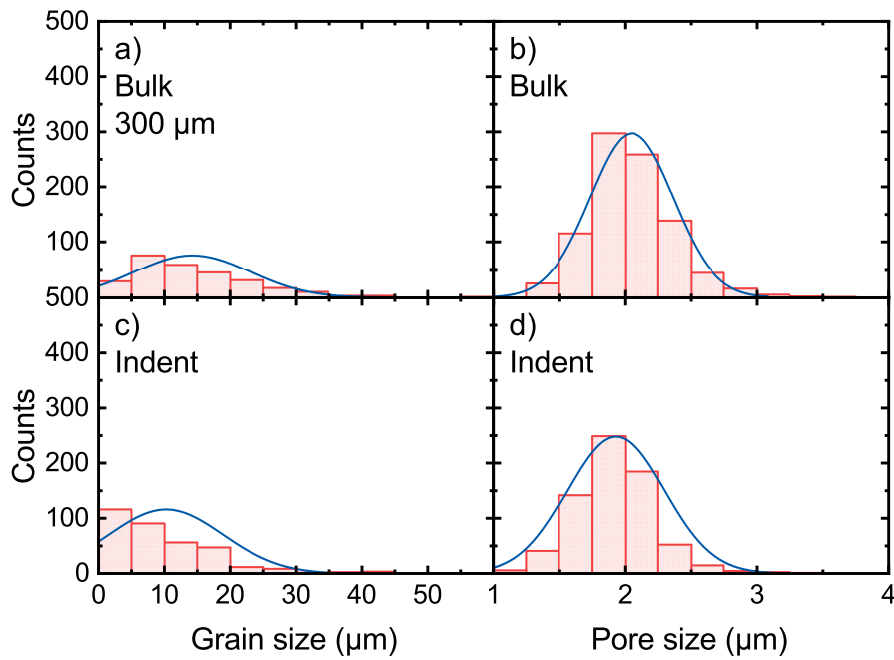 500
a)
b)
Bulk
Bulk
400
300 µm
300
Counts
200
100
500
c)
d)
Indent
Indent
400
300
Counts
200
100
0
0 10 20 30 40 50 1 2 3 4
Grain size (µm) Pore size (µm)